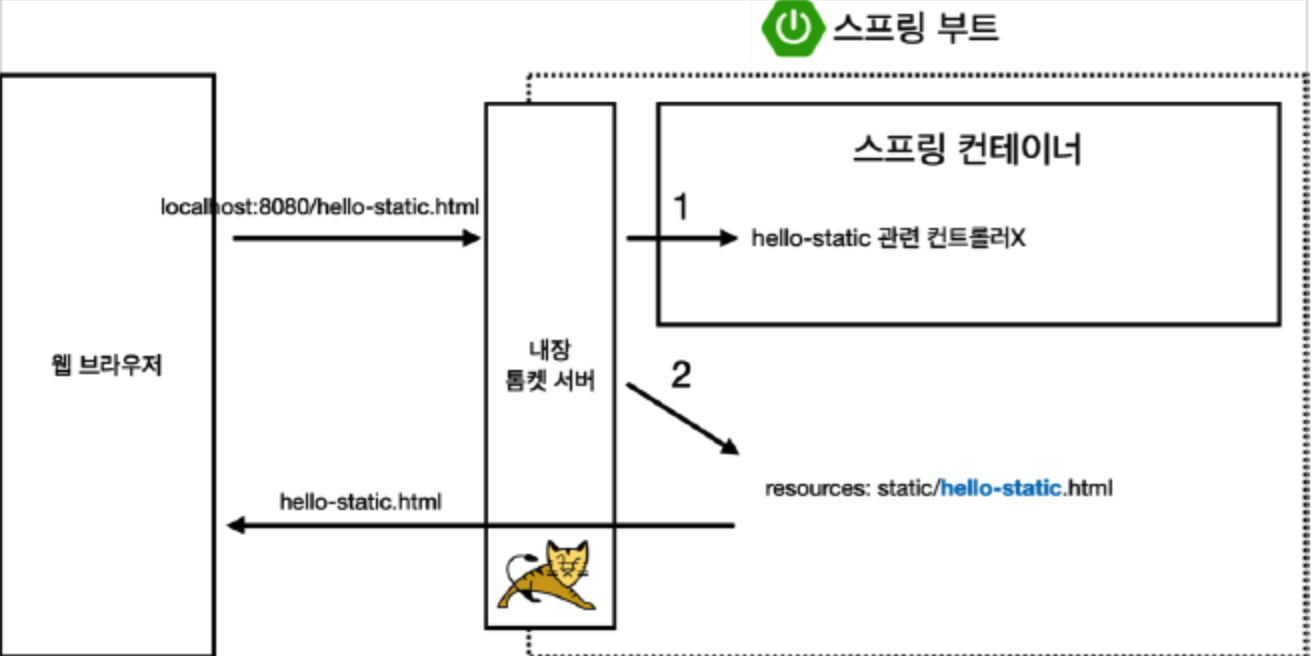 스프링 부트
스프링 컨테이너
localhost:8080/hello-static.html
1
hello-static 관련 컨트롤러X
웹 브라우저
내장
톰켓 서버
2
resources: static/hello-static.html
hello-static.html